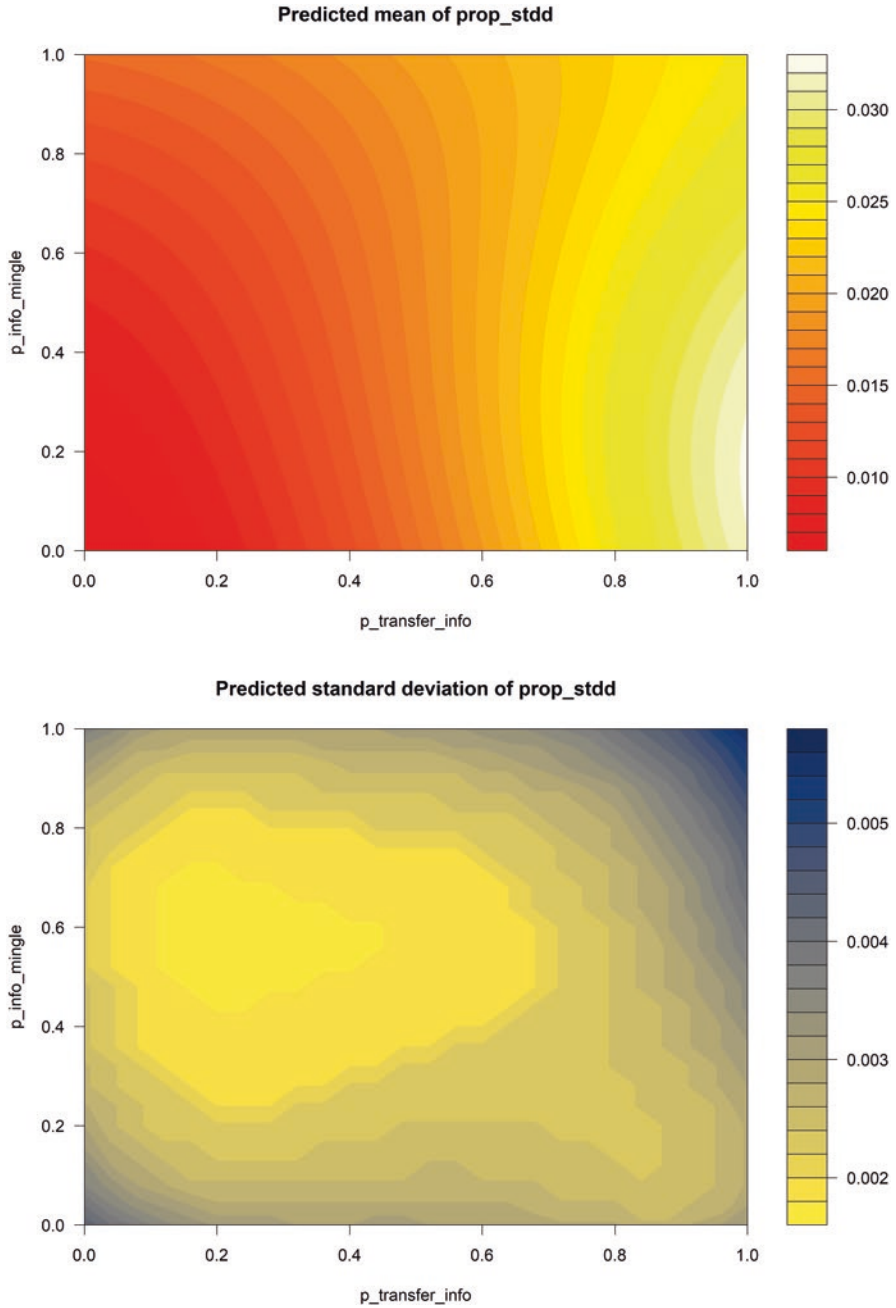 Predicted mean of prop_stdd
1.0
0.8
0.6
0.4
0.2
0.0
p_info_mingle
0.0 0.2 0.4 0.6 0.8 1.0
p_transfer_info
0.030
0.025
0.020
0.015
0.010
Predicted standard deviation of prop_stdd
1.0
0.8
0.6
0.4
0.2
0.0
p_info_mingle
0.0 0.2 0.4 0.6 0.8 1.0
p_transfer_info
0.005
0.004
0.003
0.002